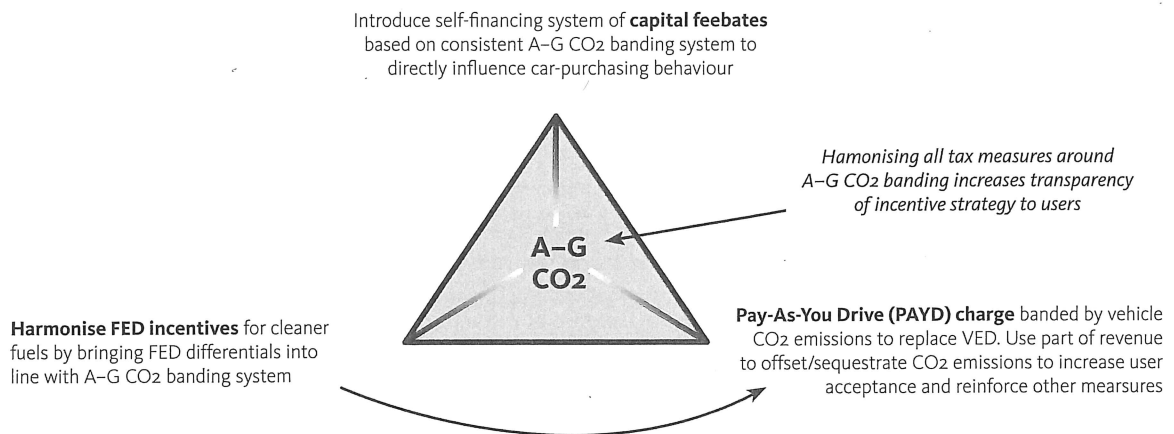 Introduce self-financing system of capital feebates
based on consistent A–G CO2 banding system to
directly influence car-purchasing behaviour
Hamonising all tax measures around
A–G CO2 banding increases transparency
of incentive strategy to users
A–G
CO2
Harmonise FED incentives for cleaner
fuels by bringing FED differentials into
line with A–G CO2 banding system
Pay-As-You Drive (PAYD) charge banded by vehicle
CO2 emissions to replace VED. Use part of revenue
to offset/sequestrate CO2 emissions to increase user
acceptance and reinforce other mearsures